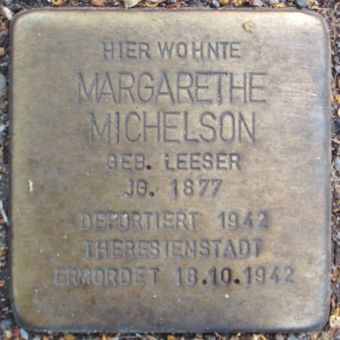 HIER WOHNTE
MARGARETHE
MICHELSON
GEB. LEESER
JG. 1877
DEPORTIERT 1942
THERESIENSTADT
ERMORDET 18.10.1942